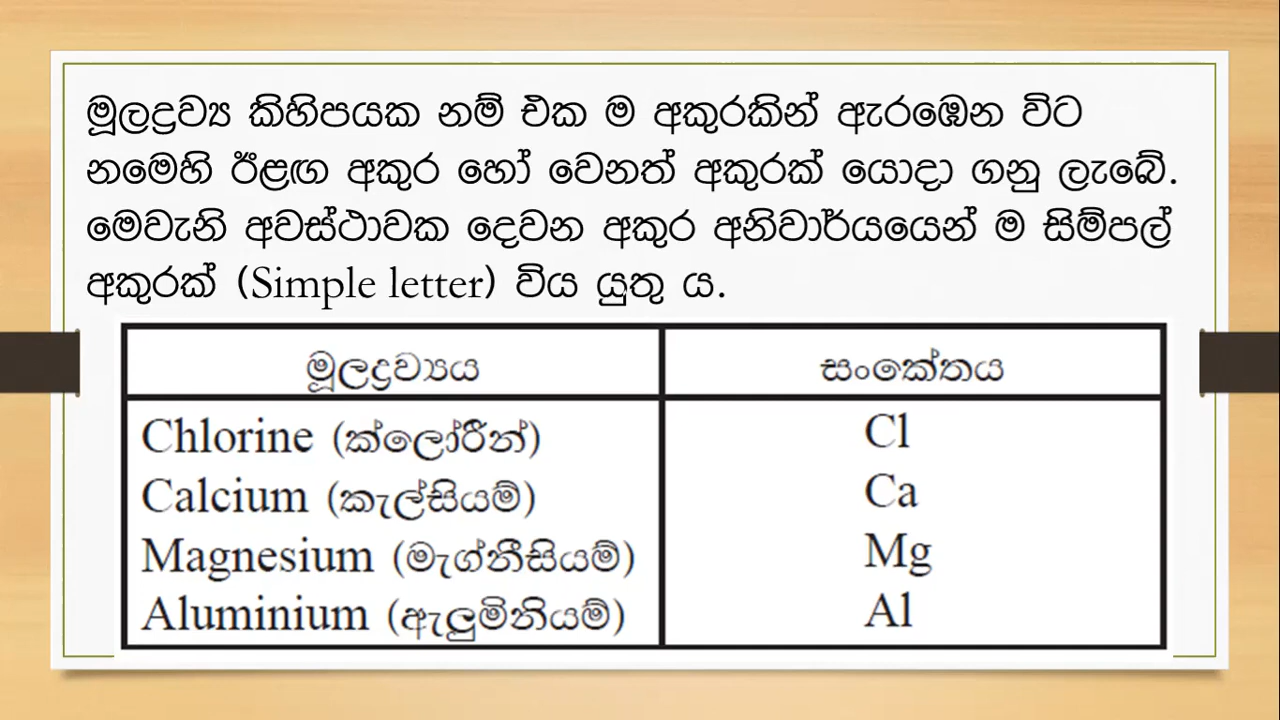 මූලද්‍රව්‍ය කිහිපයක නම් එක ම අකුරකින් ඇරඹෙන විට
නමෙහි ඊළඟ අකුර හෝ වෙනත් අකුරක් යොදා ගනු ලැබේ.
මෙවැනි අවස්ථාවක දෙවන අකුර අනිවාර්යයෙන් ම සිම්පල්
අකුරක් (Simple letter) විය යුතු ය.
මූලද්‍රව්‍යය සංකේතය
Chlorine (ක්ලෝරීන්) Cl
Calcium (කැල්සියම්) Ca
Magnesium (මැග්නීසියම්) Mg
Aluminium (ඇලුමිනියම්) Al